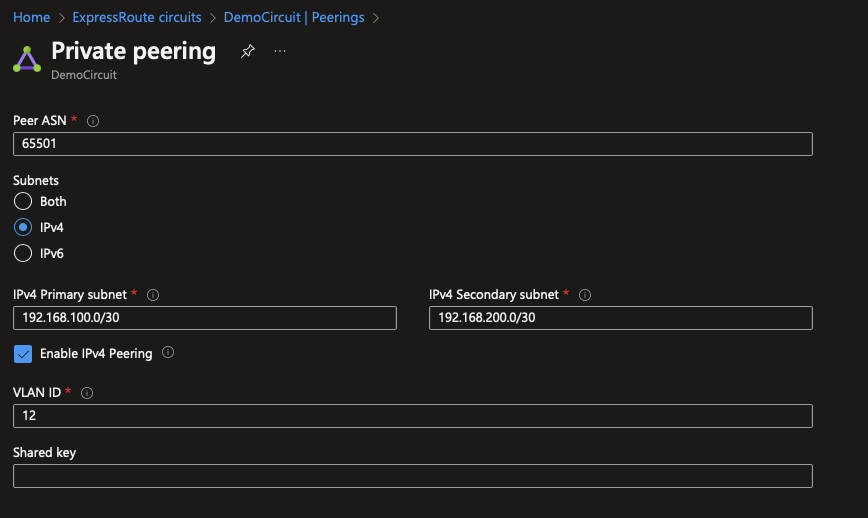 Home > ExpressRoute circuits > DemoCircuit | Peerings >
Private peering ...
DemoCircuit
Peer ASN *
65501
Subnets
Both
IPv4
IPv6
IPv4 Primary subnet * IPv4 Secondary subnet *
192.168.100.0/30 192.168.200.0/30
Enable IPv4 Peering
VLAN ID *
12
Shared key